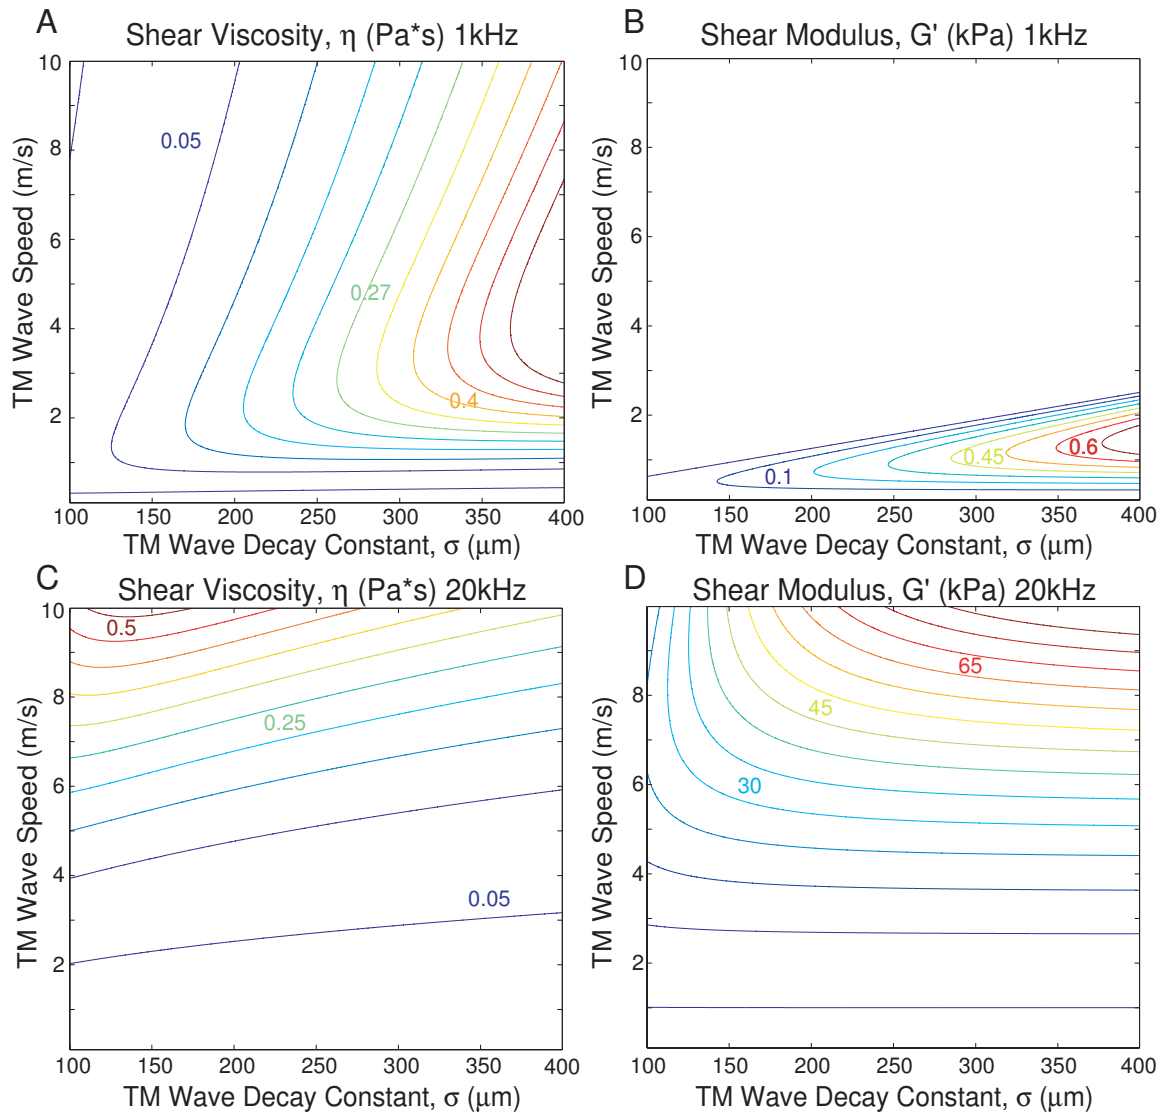 A
Shear Viscosity, η (Pa*s) 1kHz
10
8
6
4
2
TM Wave Speed (m/s)
0.05
0.27
0.4
100 150 200 250 300 350 400
TM Wave Decay Constant, σ (μm)
B
Shear Modulus, G' (kPa) 1kHz
10
8
6
4
2
TM Wave Speed (m/s)
0.1
0.45
0.6
100 150 200 250 300 350 400
TM Wave Decay Constant, σ (μm)
C
Shear Viscosity, η (Pa*s) 20kHz
10
8
6
4
2
TM Wave Speed (m/s)
0.5
0.25
0.05
100 150 200 250 300 350 400
TM Wave Decay Constant, σ (μm)
D
Shear Modulus, G' (kPa) 20kHz
10
8
6
4
2
TM Wave Speed (m/s)
65
45
30
100 150 200 250 300 350 400
TM Wave Decay Constant, σ (μm)